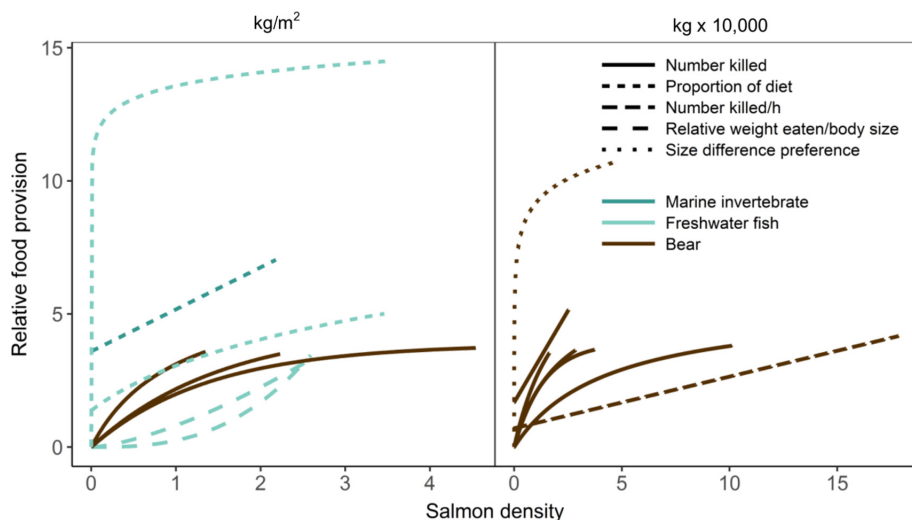 kg/m²
kg x 10,000
15
10
5
0
Relative food provision
Number killed
Proportion of diet
Number killed/h
Relative weight eaten/body size
Size difference preference
Marine invertebrate
Freshwater fish
Bear
0 1 2 3 4
0 5 10 15
Salmon density